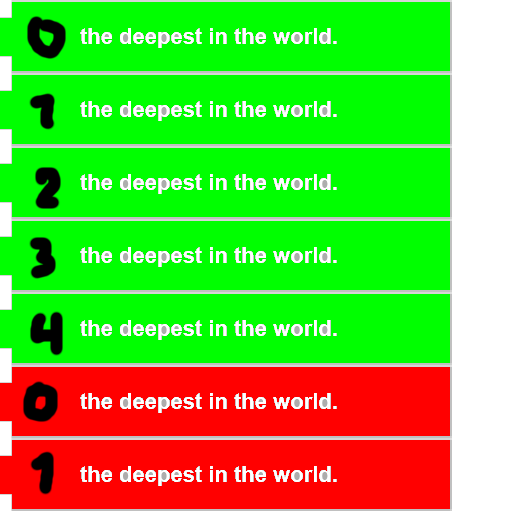 0 the deepest in the world.
1 the deepest in the world.
2 the deepest in the world.
3 the deepest in the world.
4 the deepest in the world.
0 the deepest in the world.
1 the deepest in the world.